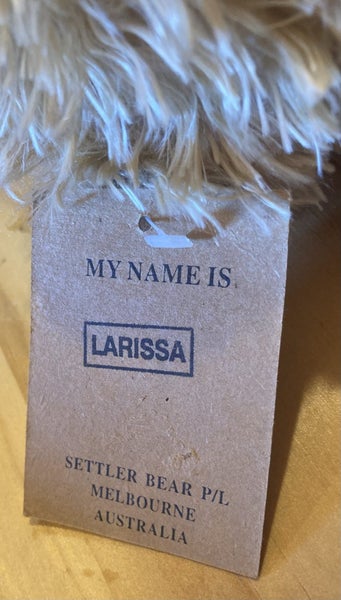 MY NAME IS
LARISSA
SETTLER BEAR P/L
MELBOURNE
AUSTRALIA